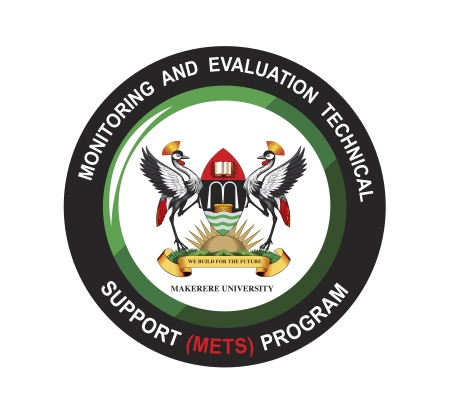 MONITORING AND EVALUATION TECHNICAL
SUPPORT (METS) PROGRAM
WE BUILD FOR THE FUTURE
MAKERERE UNIVERSITY